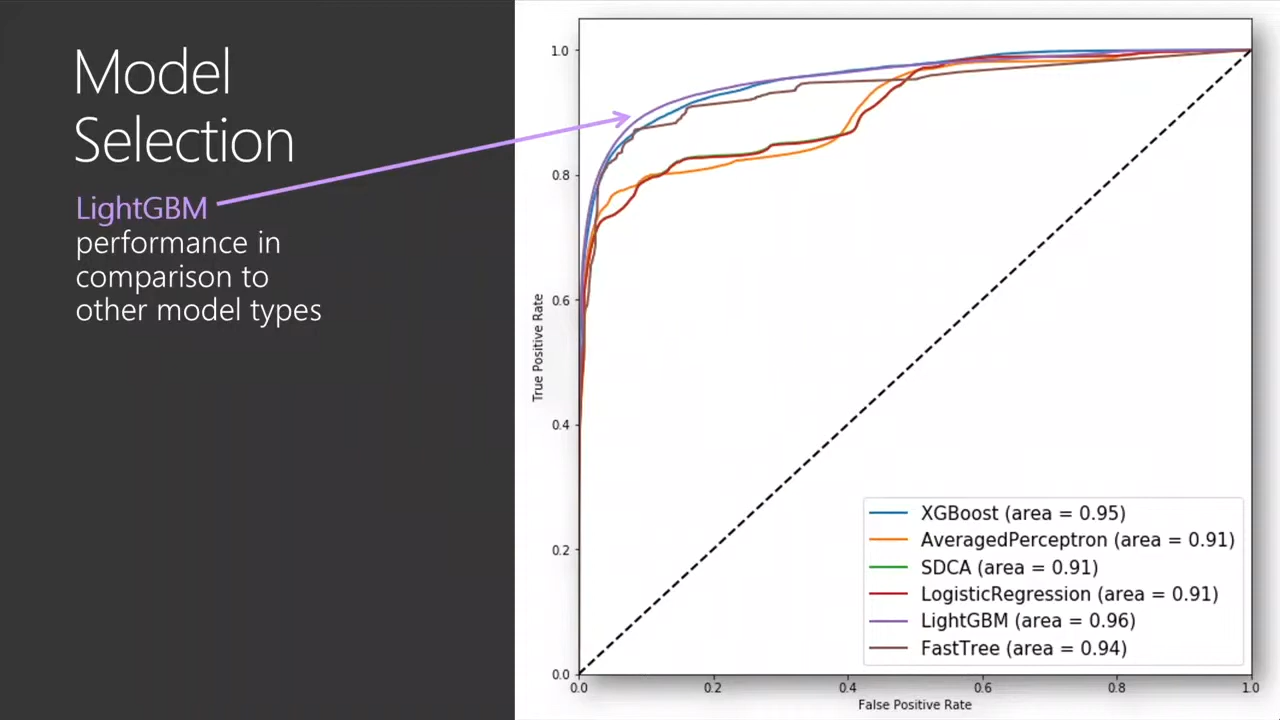 Model
Selection
LightGBM
performance in
comparison to
other model types
True Positive Rate
1.0
0.8
0.6
0.4
0.2
0.0
0.0 0.2 0.4 0.6 0.8 1.0
False Positive Rate
XGBoost (area = 0.95)
AveragedPerceptron (area = 0.91)
SDCA (area = 0.91)
LogisticRegression (area = 0.91)
LightGBM (area = 0.96)
FastTree (area = 0.94)